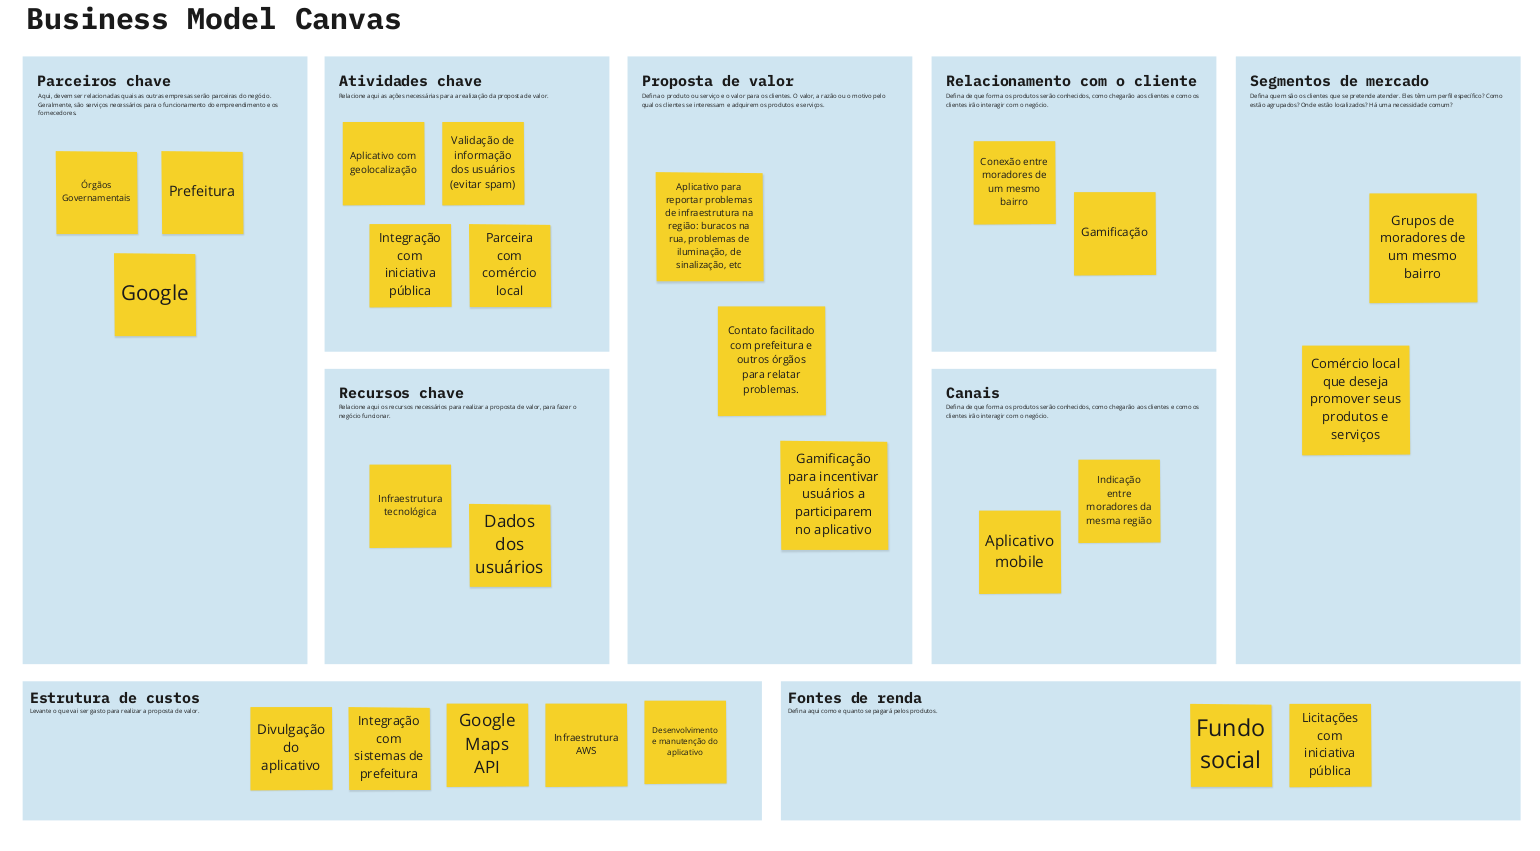 Business Model Canvas
Parceiros chave
Aqui, devem ser relacionadas quais as outras empresas serão parceiras do negócio.
Geralmente, são serviços necessários para o funcionamento do empreendimento e os
fornecedores.
Órgãos
Governamentais
Prefeitura
Google
Atividades chave
Relacione aqui as ações necessárias para a realização da proposta de valor.
Aplicativo com
geolocalização
Validação de
informação
dos usuários
(evitar spam)
Integração
com
iniciativa
pública
Parceira
com
comércio
local
Recursos chave
Relacione aqui os recursos necessários para realizar a proposta de valor, para fazer o
negócio funcionar.
Infraestrutura
tecnológica
Dados
dos
usuários
Proposta de valor
Defina o produto ou serviço e o valor para os clientes. O valor, a razão ou o motivo pelo
qual os clientes se interessam e adquirem os produtos e serviços.
Aplicativo para
reportar problemas
de infraestrutura na
região: buracos na
rua, problemas de
iluminação, de
sinalização, etc
Contato facilitado
com prefeitura e
outros órgãos
para relatar
problemas.
Gamificação
para incentivar
usuários a
participarem
no aplicativo
Relacionamento com o cliente
Defina de que forma os produtos serão conhecidos, como chegarão aos clientes e como os
clientes irão interagir com o negócio.
Conexão entre
moradores de
um mesmo
bairro
Gamificação
Canais
Defina de que forma os produtos serão conhecidos, como chegarão aos clientes e como os
clientes irão interagir com o negócio.
Indicação
entre
moradores da
mesma região
Aplicativo
mobile
Segmentos de mercado
Defina quem são os clientes que se pretende atender. Eles têm um perfil específico? Como
estão agrupados? Onde estão localizados? Há uma necessidade comum?
Grupos de
moradores de
um mesmo
bairro
Comércio local
que deseja
promover seus
produtos e
serviços
Estrutura de custos
Levante o que vai ser gasto para realizar a proposta de valor.
Divulgação
do
aplicativo
Integração
com
sistemas de
prefeitura
Google
Maps
API
Infraestrutura
AWS
Desenvolvimento
e manutenção do
aplicativo
Fontes de renda
Defina aqui como e quanto se pagará pelos produtos.
Fundo
social
Licitações
com
iniciativa
pública